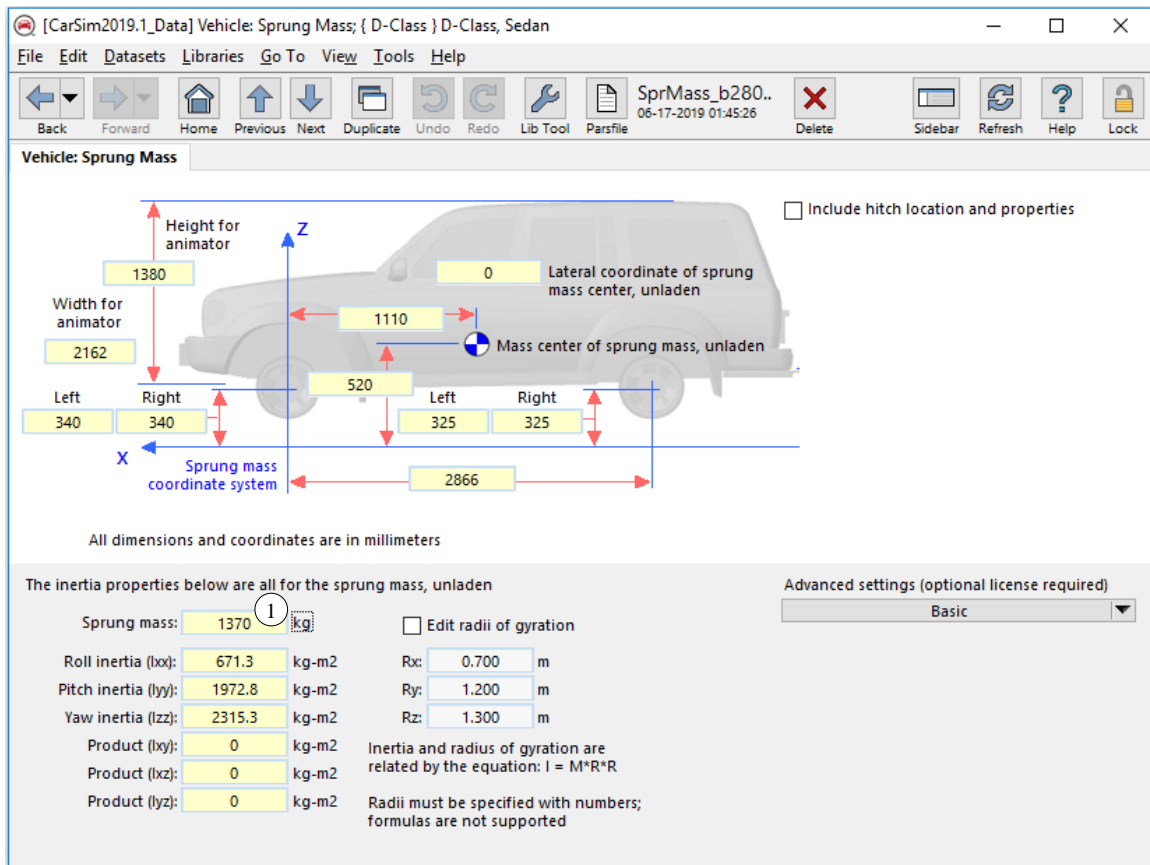 [CarSim2019.1_Data] Vehicle: Sprung Mass; { D-Class } D-Class, Sedan
File Edit Datasets Libraries Go To View Tools Help
SprMass_b280..
06-17-2019 01:45:26
Back Forward Home Previous Next Duplicate Undo Redo Lib Tool Parsfile Delete Sidebar Refresh Help Lock
Vehicle: Sprung Mass
Include hitch location and properties
Height for
animator
Z
1380
0
Lateral coordinate of sprung
mass center, unladen
Width for
animator
1110
2162
Mass center of sprung mass, unladen
520
Left Right Left Right
340 340 325 325
X
Sprung mass
coordinate system
2866
All dimensions and coordinates are in millimeters
The inertia properties below are all for the sprung mass, unladen
Advanced settings (optional license required)
Basic
1
Sprung mass: 1370 kg
Edit radii of gyration
Roll inertia (Ixx): 671.3 kg-m2 Rx: 0.700 m
Pitch inertia (Iyy): 1972.8 kg-m2 Ry: 1.200 m
Yaw inertia (Izz): 2315.3 kg-m2 Rz: 1.300 m
Product (Ixy): 0 kg-m2
Product (Ixz): 0 kg-m2
Product (Iyz): 0 kg-m2
Inertia and radius of gyration are
related by the equation: I = M*R*R
Radii must be specified with numbers;
formulas are not supported